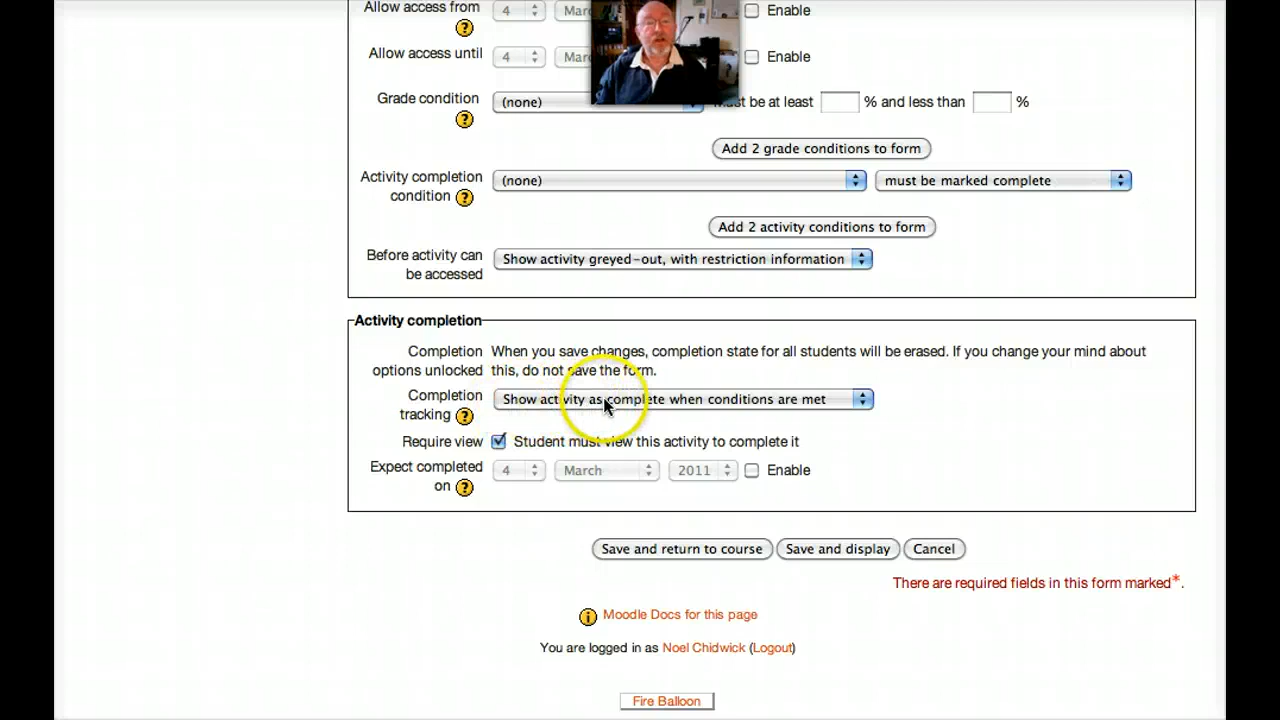 Allow access from
4 Mar Enable
Allow access until
4 Mar Enable
Grade condition
(none) must be at least % and less than %
Add 2 grade conditions to form
Activity completion
condition
(none) must be marked complete
Add 2 activity conditions to form
Before activity can
be accessed
Show activity greyed-out, with restriction information
Activity completion
Completion
options unlocked
When you save changes, completion state for all students will be erased. If you change your mind about
this, do not save the form.
Completion
tracking
Show activity as complete when conditions are met
Require view Student must view this activity to complete it
Expect completed
on
4 March 2011 Enable
Save and return to course Save and display Cancel
There are required fields in this form marked*.
Moodle Docs for this page
You are logged in as Noel Chidwick (Logout)
Fire Balloon